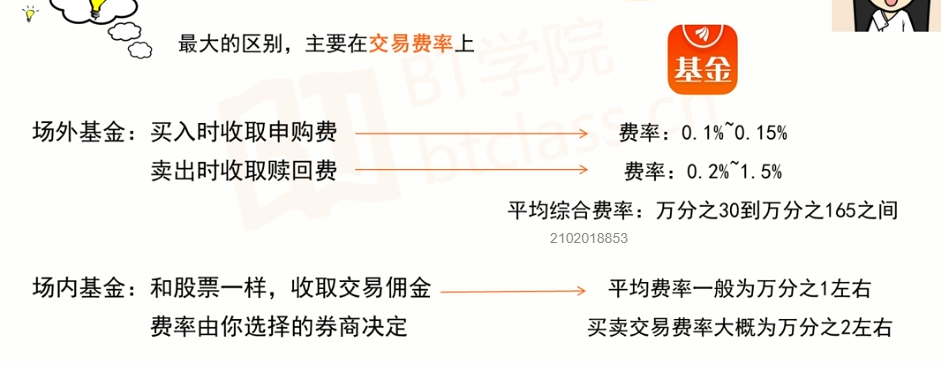 最大的区别，主要在交易费率上
基金
BT学院
btclass.cn
场外基金：买入时收取申购费
费率：0.1%~0.15%
卖出时收取赎回费
费率：0.2%~1.5%
平均综合费率：万分之30到万分之165之间
2102018853
场内基金：和股票一样，收取交易佣金
平均费率一般为万分之1左右
费率由你选择的券商决定
买卖交易费率大概为万分之2左右